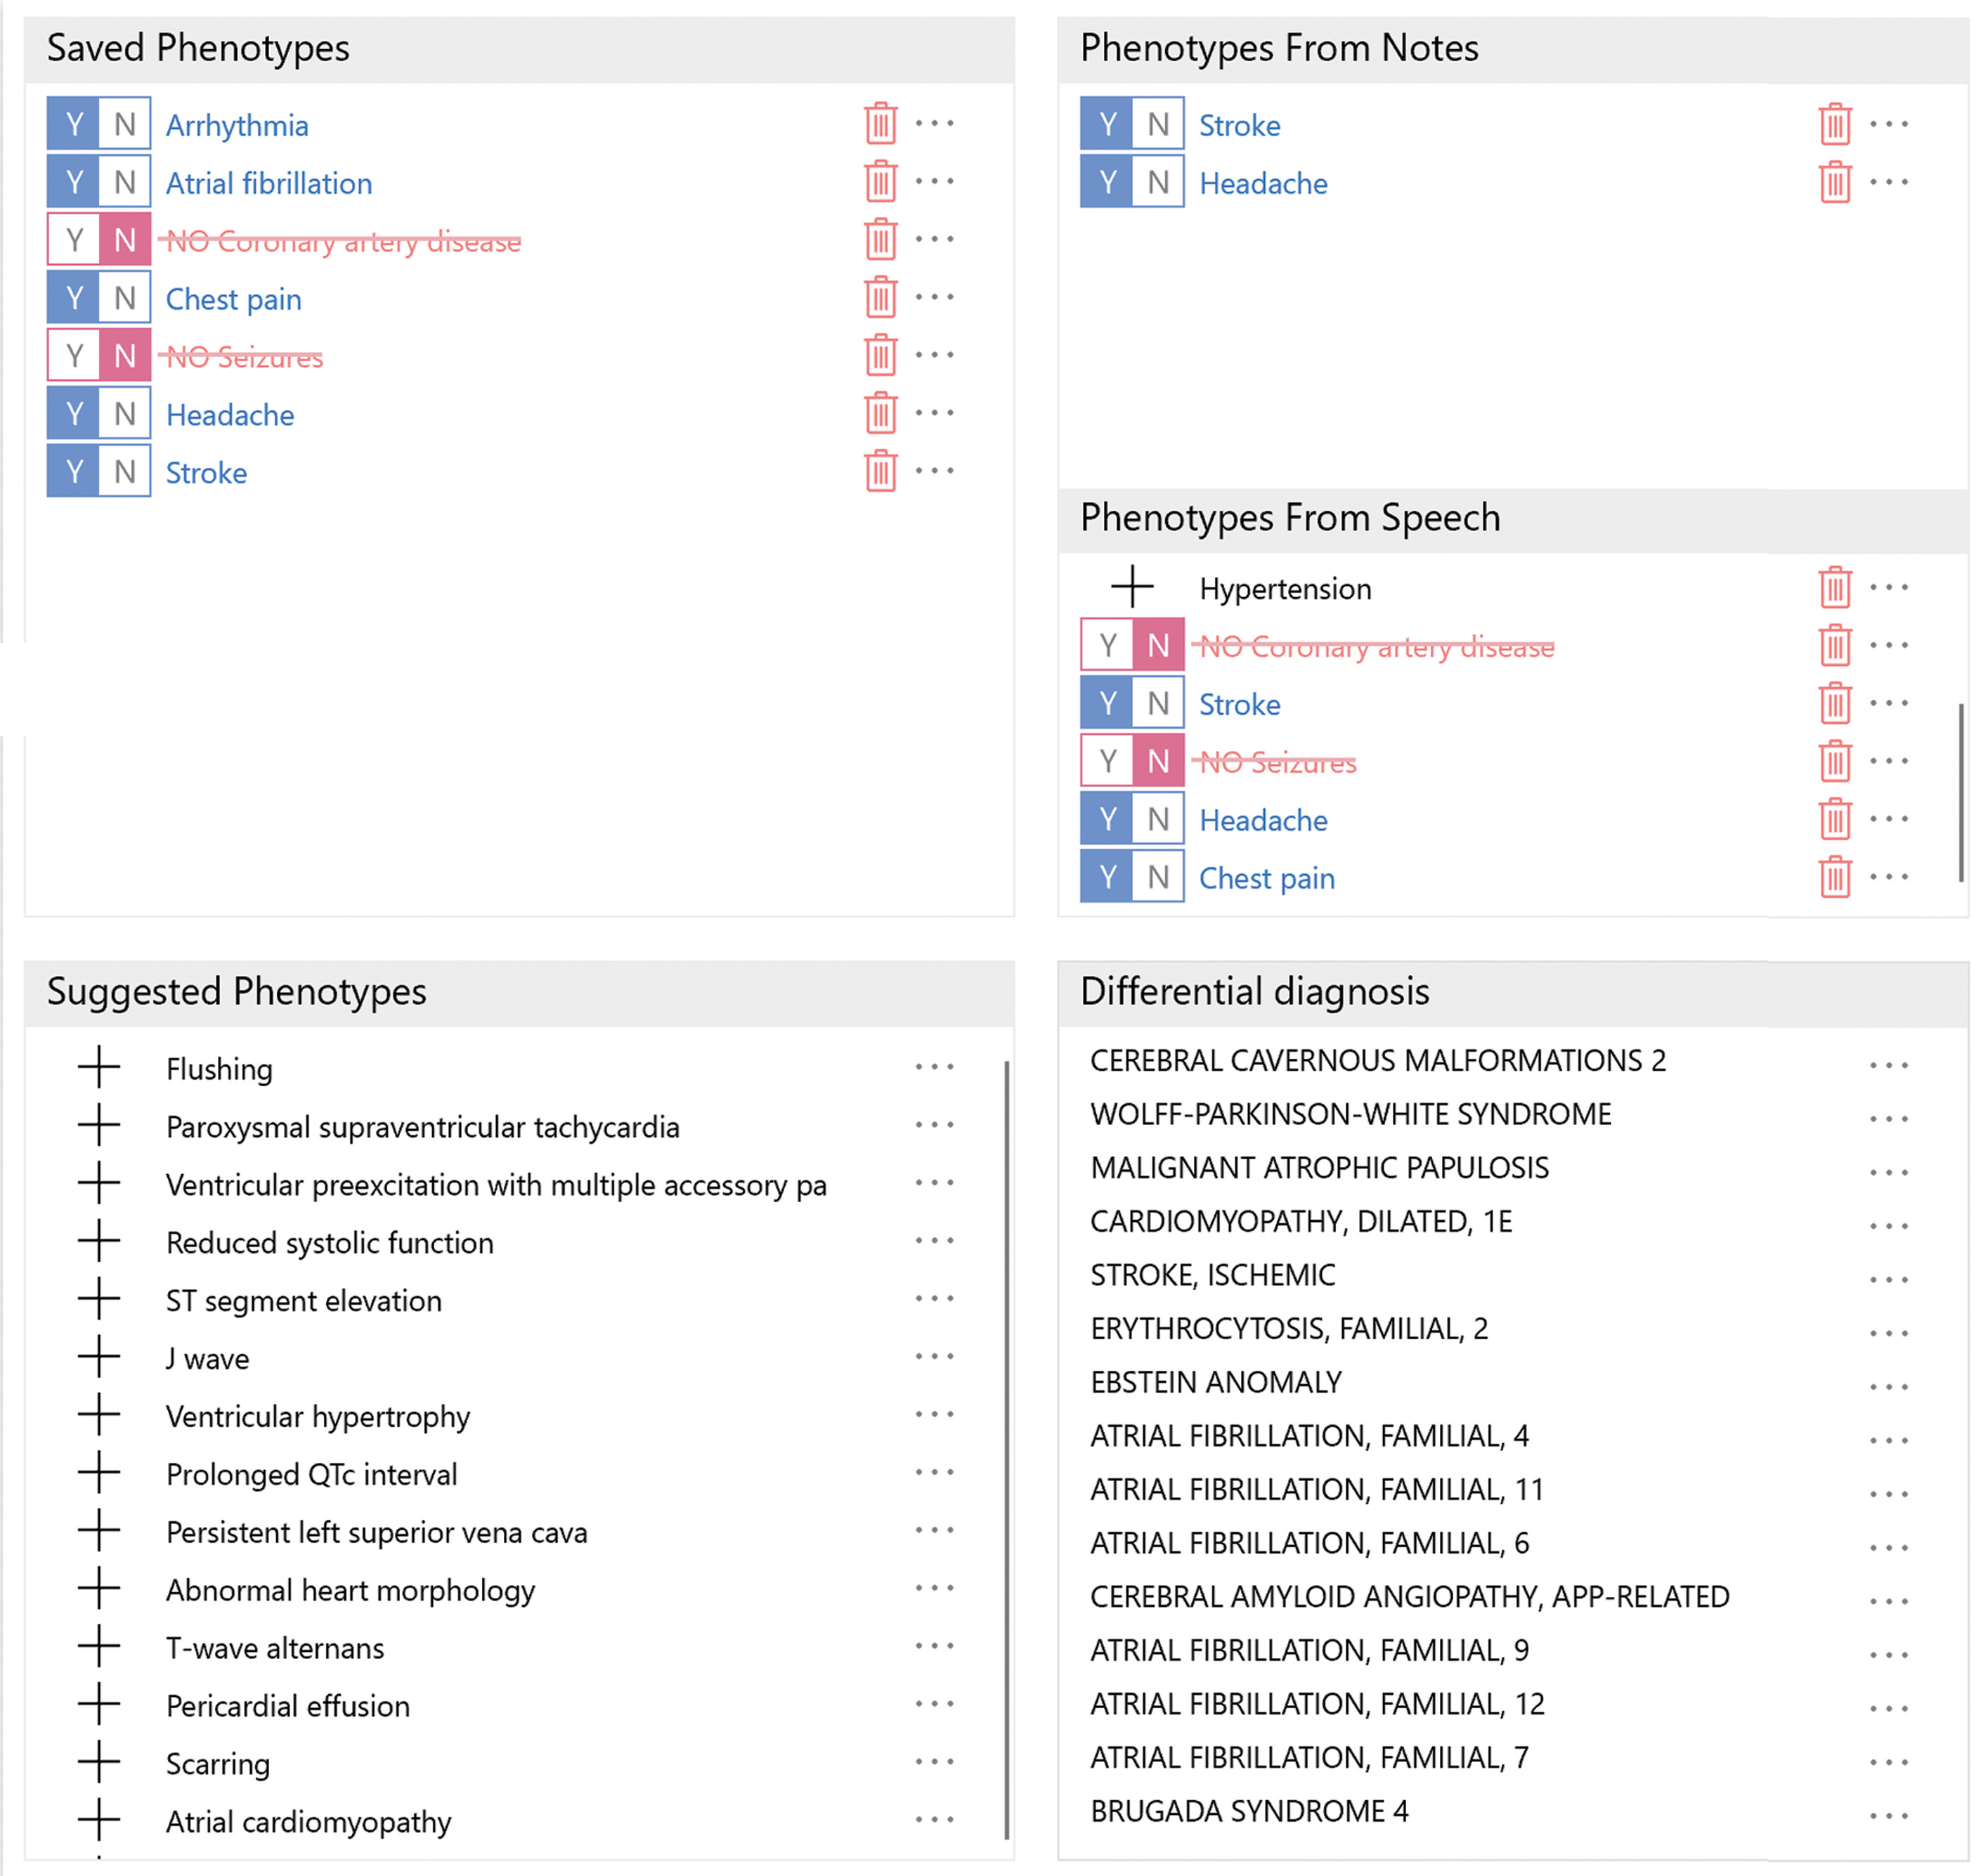 Saved Phenotypes
Y N Arrhythmia
Y N Atrial fibrillation
Y N NO Coronary artery disease
Y N Chest pain
Y N NO Seizures
Y N Headache
Y N Stroke
Phenotypes From Notes
Y N Stroke
Y N Headache
Phenotypes From Speech
Hypertension
Y N NO Coronary artery disease
Y N Stroke
Y N NO Seizures
Y N Headache
Y N Chest pain
Suggested Phenotypes
Flushing
Paroxysmal supraventricular tachycardia
Ventricular preexcitation with multiple accessory pa
Reduced systolic function
ST segment elevation
J wave
Ventricular hypertrophy
Prolonged QTc interval
Persistent left superior vena cava
Abnormal heart morphology
T-wave alternans
Pericardial effusion
Scarring
Atrial cardiomyopathy
Differential diagnosis
CEREBRAL CAVERNOUS MALFORMATIONS 2
WOLFF-PARKINSON-WHITE SYNDROME
MALIGNANT ATROPHIC PAPULOSIS
CARDIOMYOPATHY, DILATED, 1E
STROKE, ISCHEMIC
ERYTHROCYTOSIS, FAMILIAL, 2
EBSTEIN ANOMALY
ATRIAL FIBRILLATION, FAMILIAL, 4
ATRIAL FIBRILLATION, FAMILIAL, 11
ATRIAL FIBRILLATION, FAMILIAL, 6
CEREBRAL AMYLOID ANGIOPATHY, APP-RELATED
ATRIAL FIBRILLATION, FAMILIAL, 9
ATRIAL FIBRILLATION, FAMILIAL, 12
ATRIAL FIBRILLATION, FAMILIAL, 7
BRUGADA SYNDROME 4